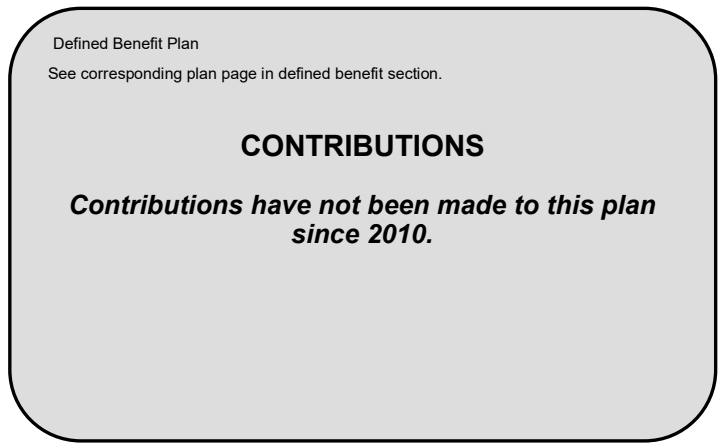 Defined Benefit Plan
See corresponding plan page in defined benefit section.
CONTRIBUTIONS
Contributions have not been made to this plan
since 2010.